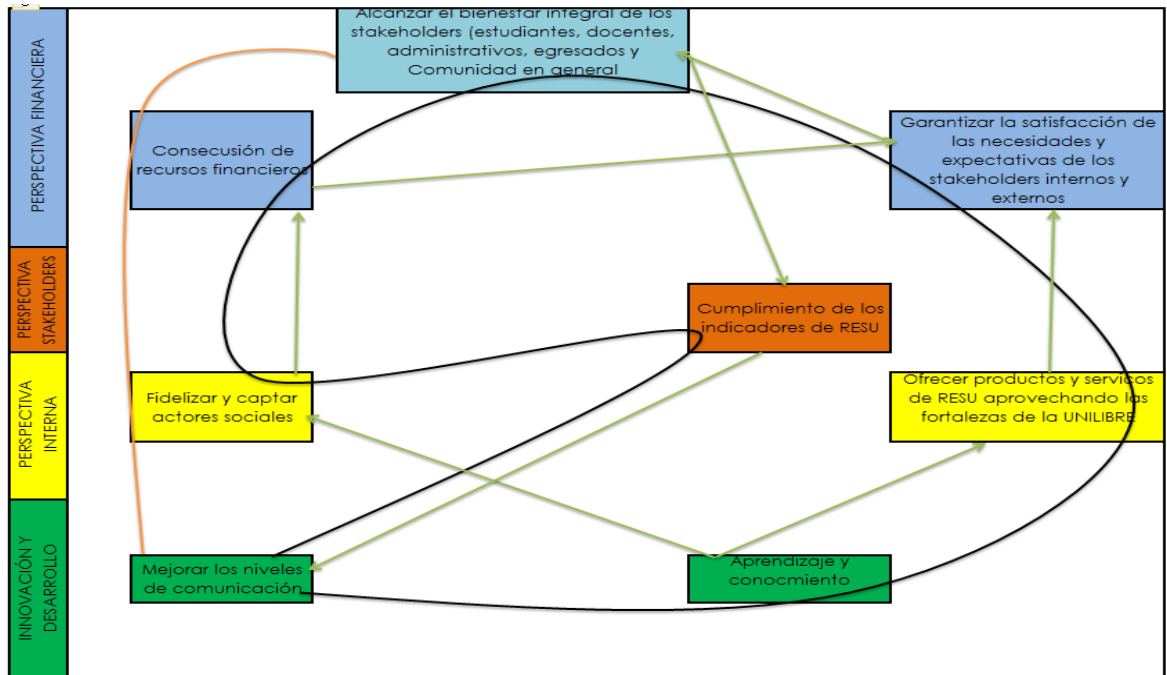 PERSPECTIVA FINANCIERA
Alcanzar el bienestar integral de los
stakeholders (estudiantes, docentes,
administrativos, egresados y
Comunidad en general
Consecusión de
recursos financieros
Garantizar la satisfacción de
las necesidades y
expectativas de los
stakeholders internos y
externos
PERSPECTIVA
STAKEHOLDERS
Cumplimiento de los
indicadores de RESU
PERSPECTIVA
INTERNA
Fidelizar y captar
actores sociales
Ofrecer productos y servicos
de RESU aprovechando las
fortalezas de la UNILIBRE
INNOVACIÓN Y
DESARROLLO
Mejorar los niveles
de comunicación
Aprendizaje y
conocmiento